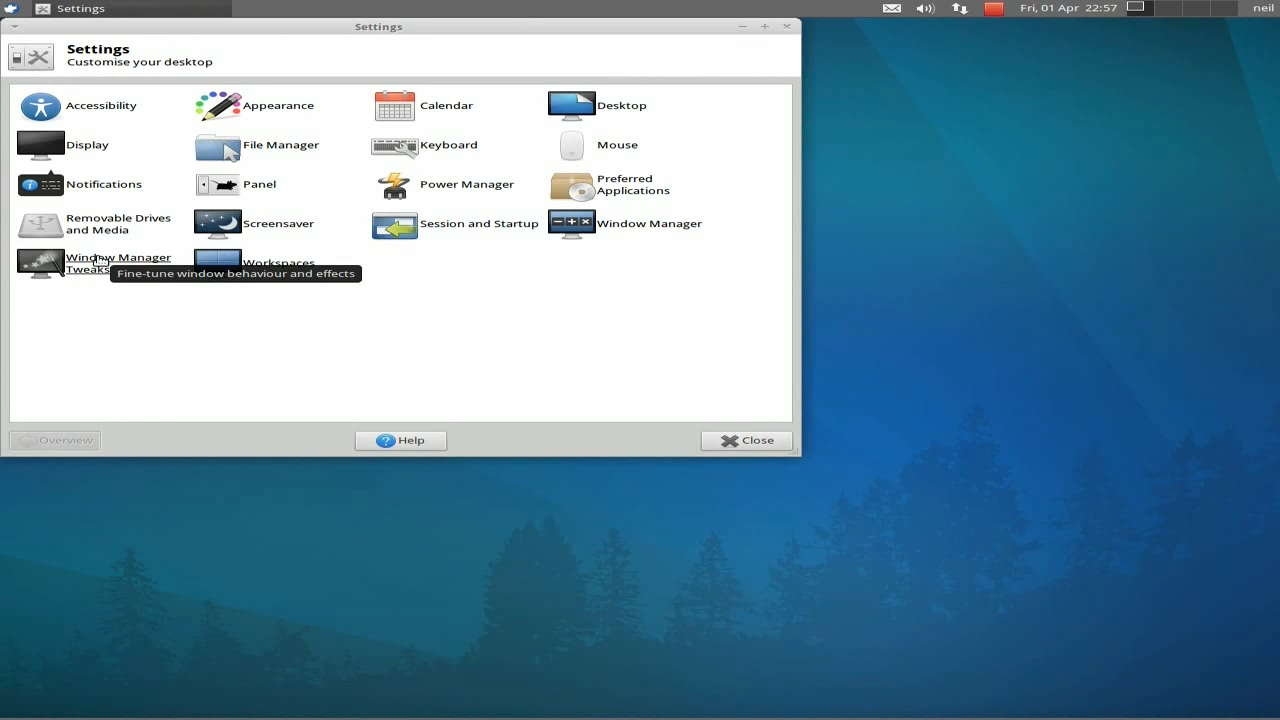 Settings
Fri, 01 Apr 22:57
neil
Settings
Settings
Customise your desktop
Accessibility
Appearance
Calendar
Desktop
Display
File Manager
Keyboard
Mouse
Notifications
Panel
Power Manager
Preferred
Applications
Removable Drives
and Media
Screensaver
Session and Startup
Window Manager
Window Manager
Tweaks
Workspaces
Fine-tune window behaviour and effects
Overview
Help
Close